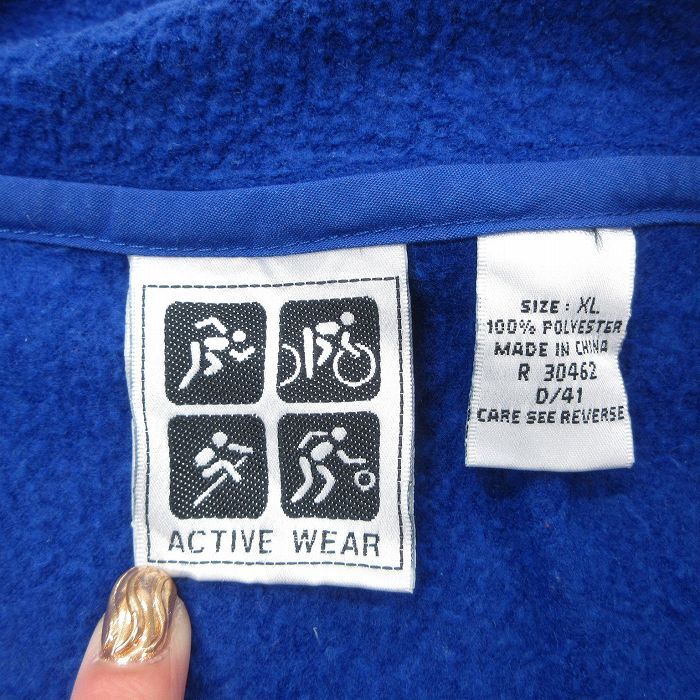 ACTIVE WEAR
SIZE : XL
100% POLYESTER
MADE IN CHINA
R 30462
D/41
CARE SEE REVERSE